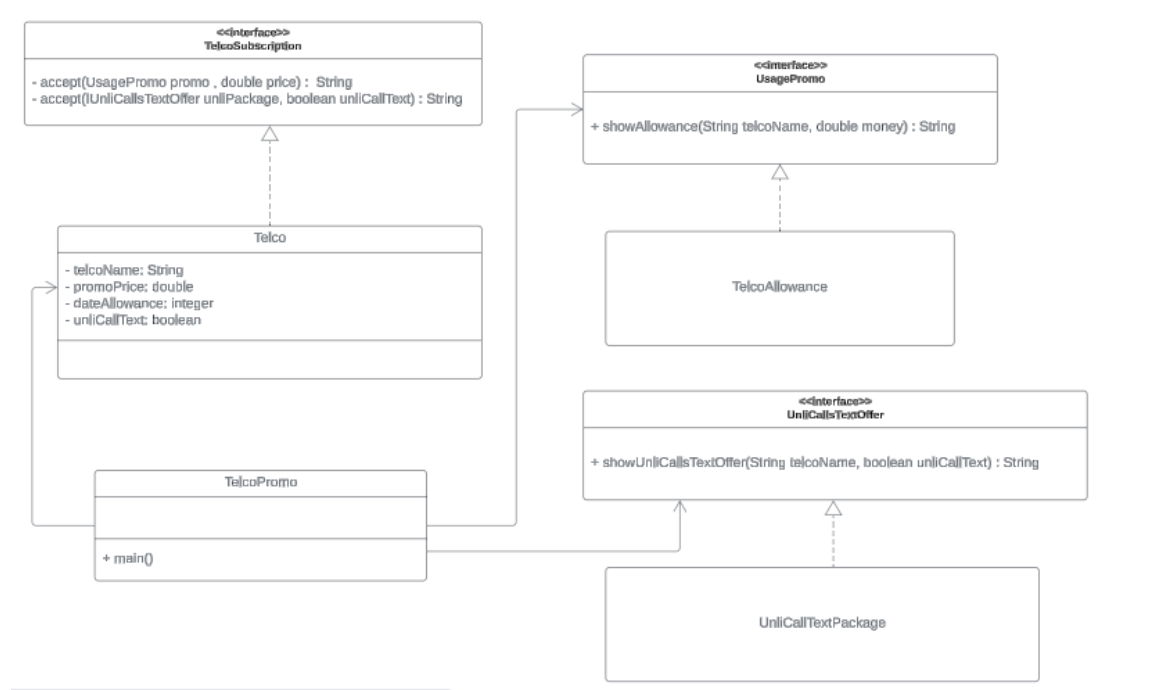 <<interface>>
TelcoSubscription
- accept(UsagePromo promo , double price) :  String
- accept(IUnliCallsTextOffer unliPackage, boolean unliCallText) : String
<<interface>>
UsagePromo
+ showAllowance(String telcoName, double money) : String
Telco
- telcoName: String
- promoPrice: double
- dateAllowance: integer
- unliCallText: boolean
TelcoAllowance
<<interface>>
UnliCallsTextOffer
+ showUnliCallsTextOffer(String telcoName, boolean unliCallText) : String
TelcoPromo
+ main()
UnliCallTextPackage